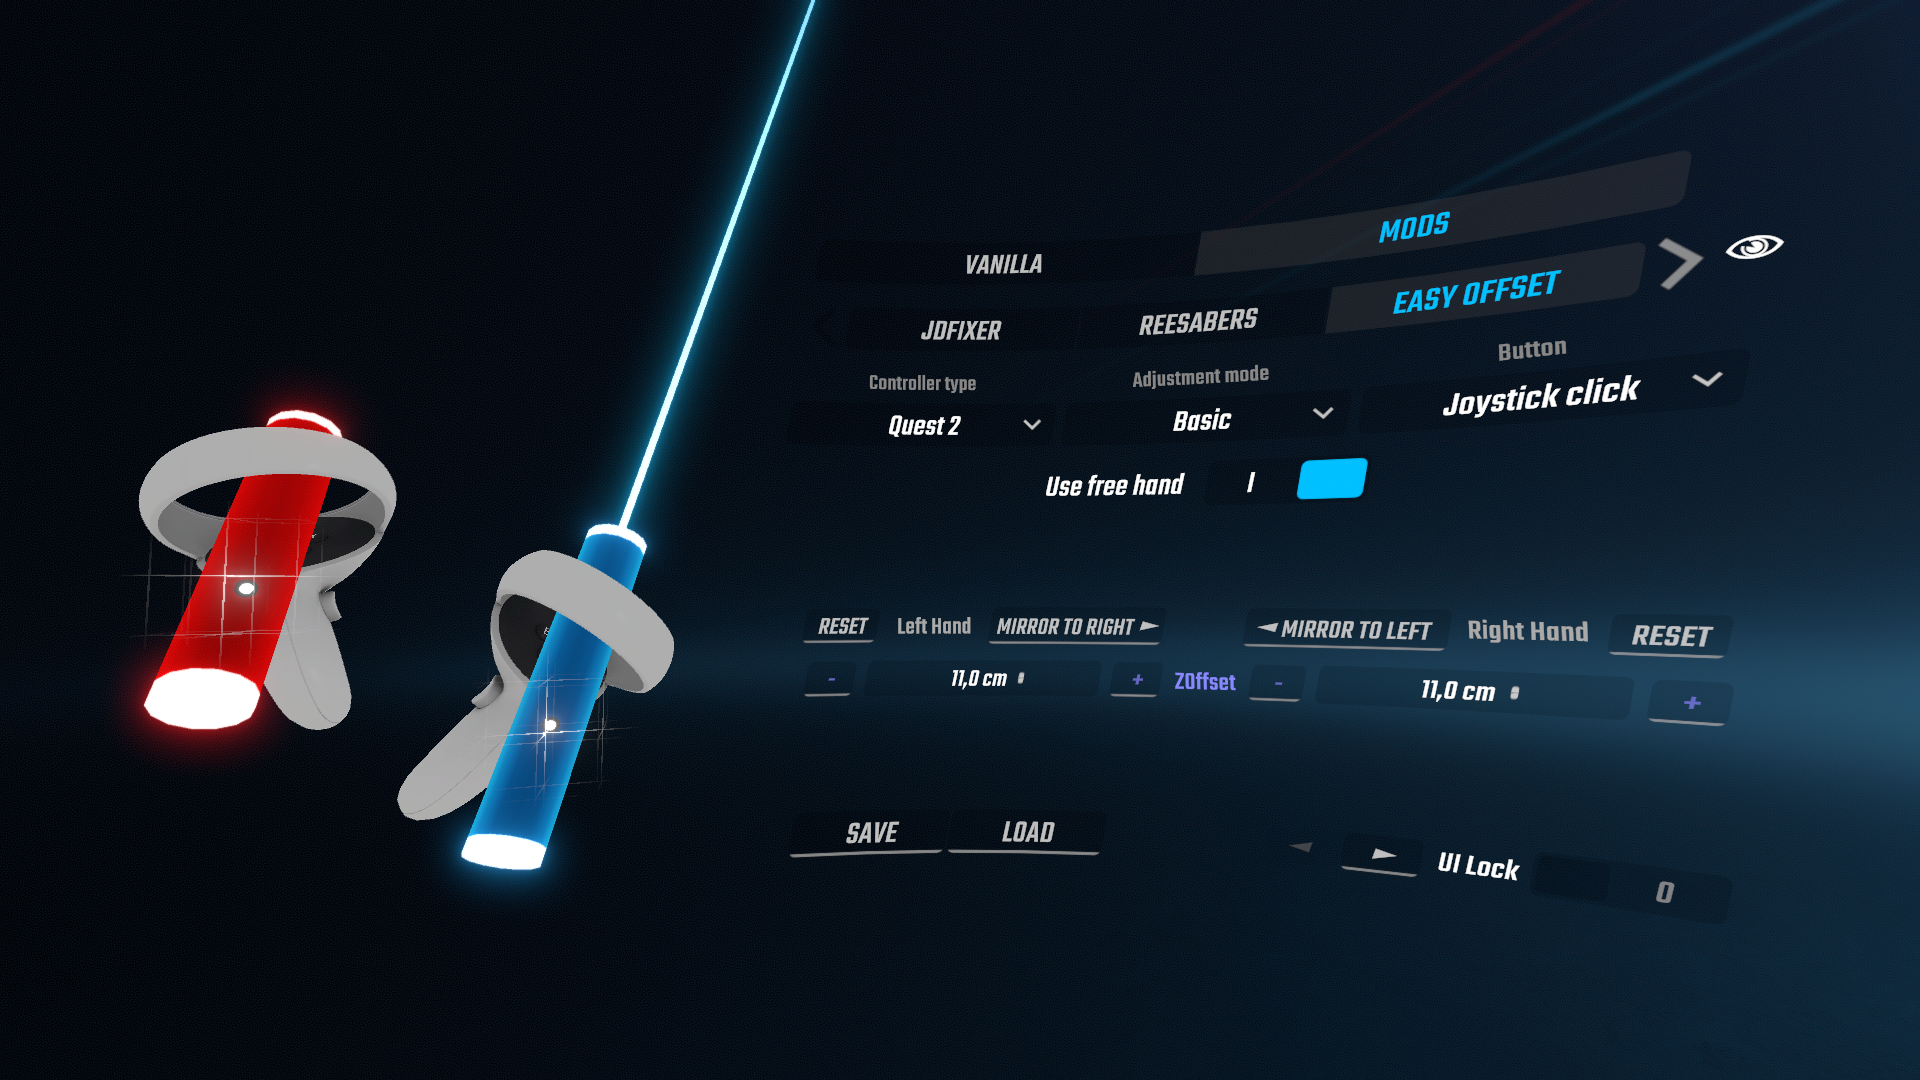 VANILLA MODS
JDFIXER REESABERS EASY OFFSET
Controller type Adjustment mode Button
Quest 2 Basic Joystick click
Use free hand I
RESET Left Hand MIRROR TO RIGHT MIRROR TO LEFT Right Hand RESET
- 11,0 cm + ZOffset - 11,0 cm +
SAVE LOAD UI Lock 0